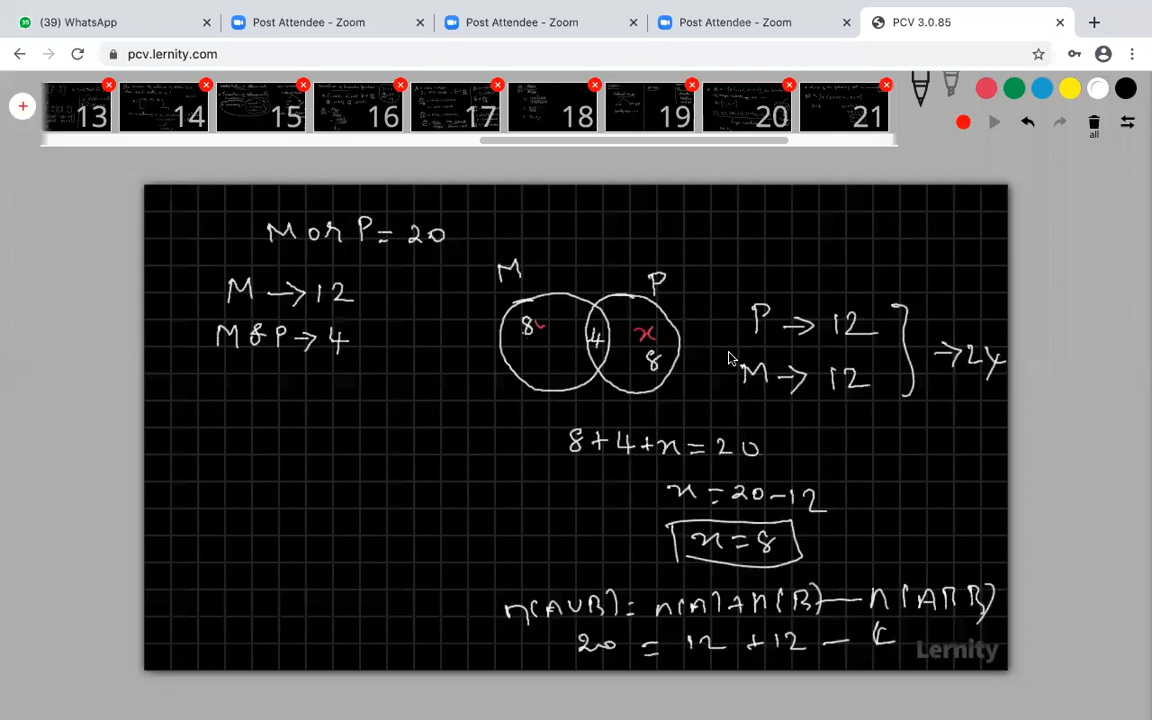 (39) WhatsApp
Post Attendee - Zoom
Post Attendee - Zoom
Post Attendee - Zoom
PCV 3.0.85
pcv.lernity.com
13 14 15 16 17 18 19 20 21
all
M or P = 20
M → 12
M & P → 4
M
P
8
4
x
8
P → 12
M → 12
→ 24
8 + 4 + x = 20
x = 20 - 12
x = 8
n(A∪B) = n(A) + n(B) - n(A∩B)
20 = 12 + 12 -
Lernity